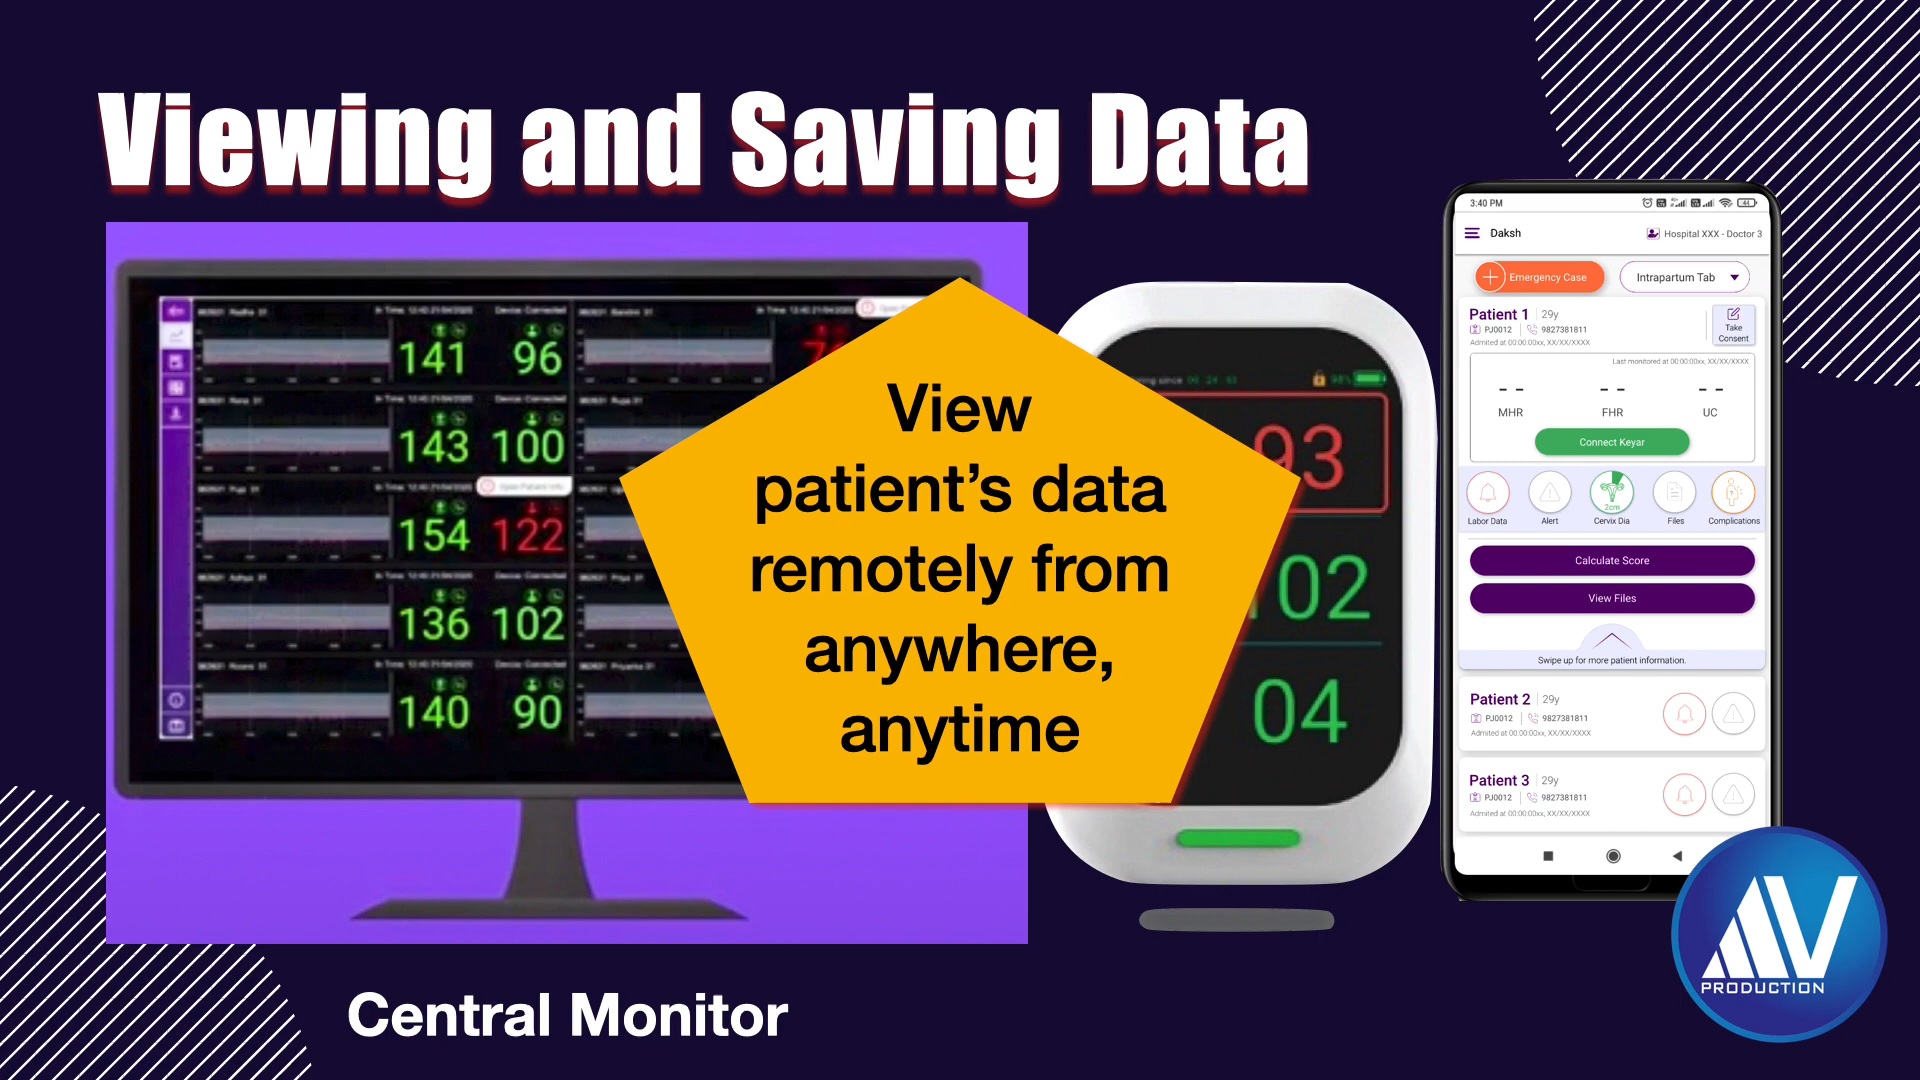 Viewing and Saving Data
141 96
143 100
154 122
136 102
140 90
View
patient's data
remotely from
anywhere,
anytime
93
98%
02
04
3:40 PM
44
Daksh
Hospital XXX - Doctor 3
Emergency Case
Intrapartum Tab
Patient 1 29y
PJ0012 9827381811
Admited at 00:00:00xx, XX/XX/XXXX
Take
Consent
Last monitored at 00:00:00xx, XX/XX/XXXX
-- -- --
MHR FHR UC
Connect Keyar
2cm
Labor Data Alert Cervix Dia Files Complications
Calculate Score
View Files
Swipe up for more patient information.
Patient 2 29y
PJ0012 9827381811
Admited at 00:00:00xx, XX/XX/XXXX
Patient 3 29y
PJ0012 9827381811
Admited at 00:00:00xx, XX/XX/XXXX
AV
PRODUCTION
Central Monitor